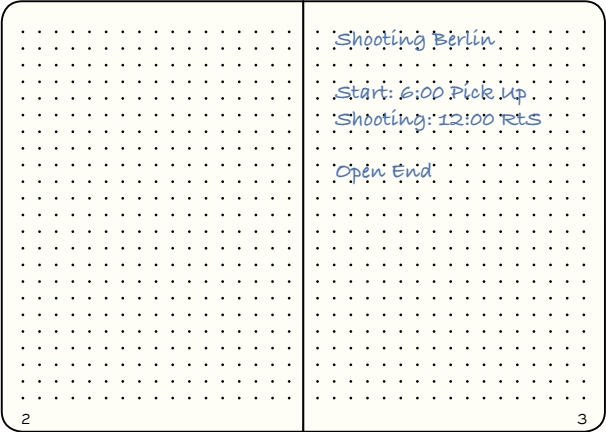 Shooting Berlin
Start: 6:00 Pick Up
Shooting: 12:00 RtS
Open End
2
3